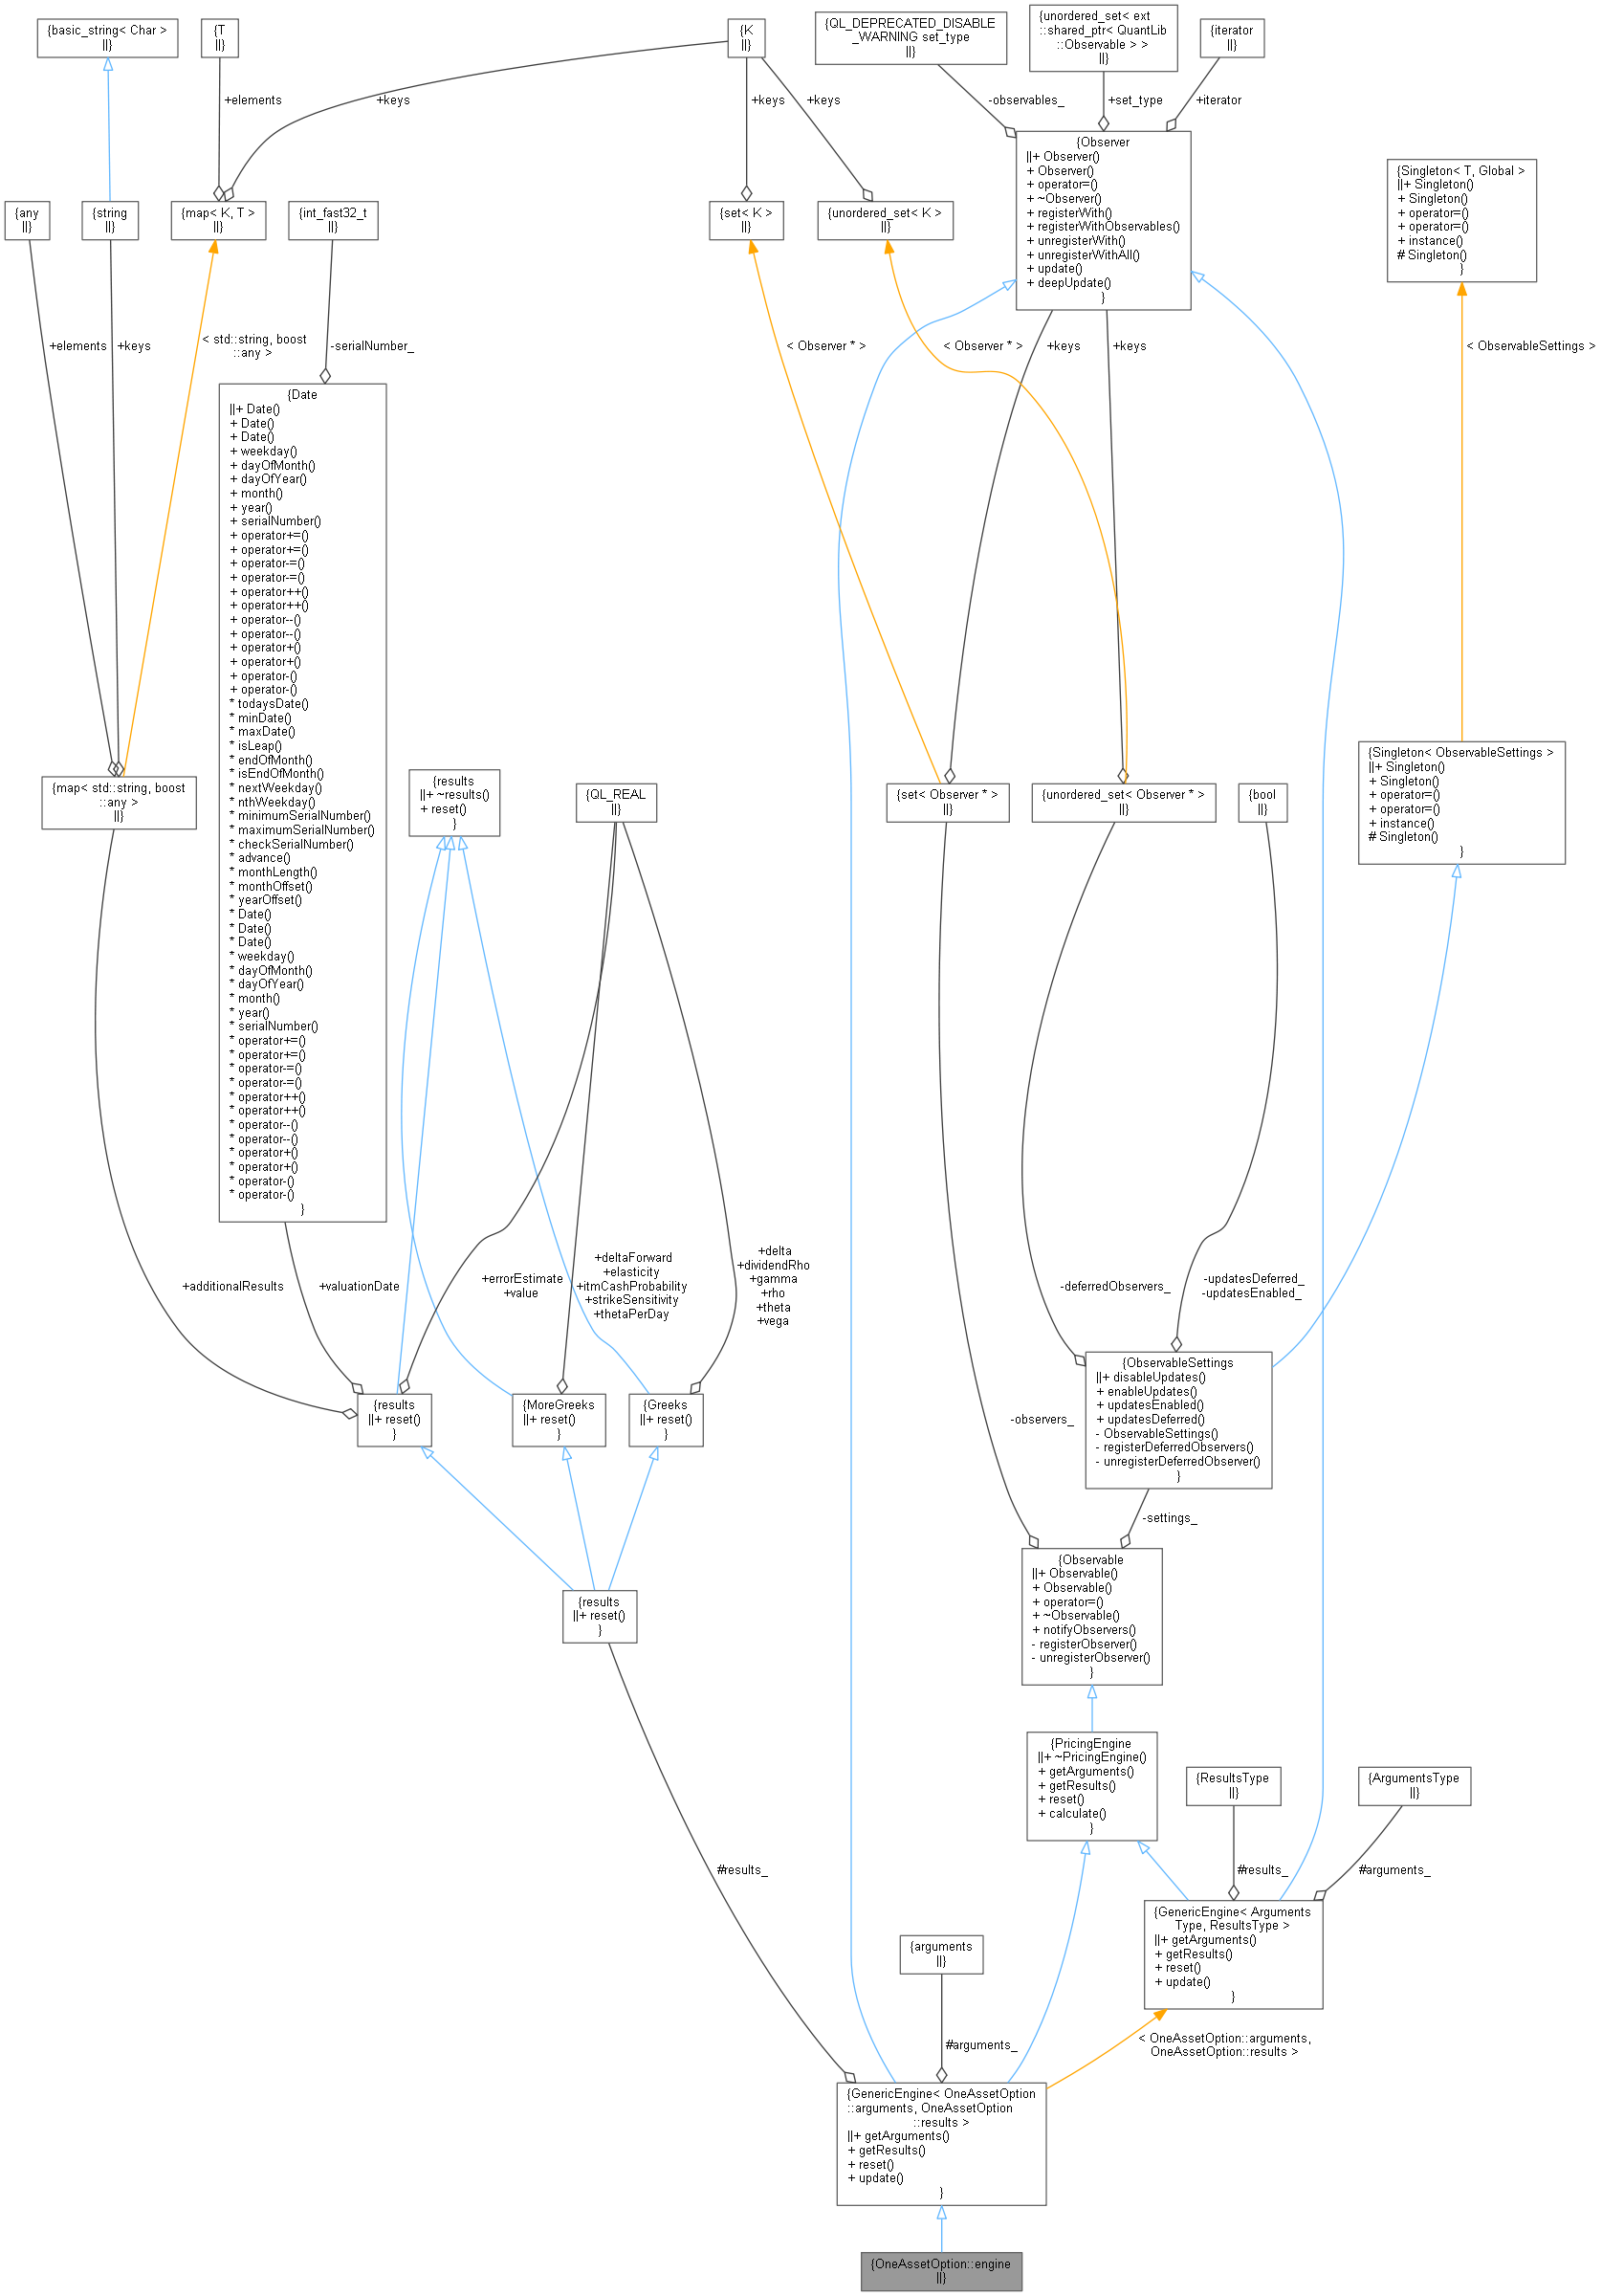 {basic_string< Char >
||}
{T
||}
{K
||}
{QL_DEPRECATED_DISABLE
_WARNING set_type
||}
{unordered_set< ext
::shared_ptr< QuantLib
::Observable > >
||}
{iterator
||}
+elements
+keys
+keys
+keys
-observables_
+set_type
+iterator
{any
||}
{string
||}
{map< K, T >
||}
{int_fast32_t
||}
{set< K >
||}
{unordered_set< K >
||}
{Observer
||+ Observer()
+ Observer()
+ operator=()
+ ~Observer()
+ registerWith()
+ registerWithObservables()
+ unregisterWith()
+ unregisterWithAll()
+ update()
+ deepUpdate()
}
{Singleton< T, Global >
||+ Singleton()
+ Singleton()
+ operator=()
+ operator=()
+ instance()
# Singleton()
}
+elements
+keys
< std::string, boost
::any >
-serialNumber_
< Observer * >
< Observer * >
+keys
+keys
< ObservableSettings >
{Date
||+ Date()
+ Date()
+ Date()
+ weekday()
+ dayOfMonth()
+ dayOfYear()
+ month()
+ year()
+ serialNumber()
+ operator+=()
+ operator+=()
+ operator-=()
+ operator-=()
+ operator++()
+ operator++()
+ operator--()
+ operator--()
+ operator+()
+ operator+()
+ operator-()
+ operator-()
* todaysDate()
* minDate()
* maxDate()
* isLeap()
* endOfMonth()
* isEndOfMonth()
* nextWeekday()
* nthWeekday()
* minimumSerialNumber()
* maximumSerialNumber()
* checkSerialNumber()
* advance()
* monthLength()
* monthOffset()
* yearOffset()
* Date()
* Date()
* Date()
* weekday()
* dayOfMonth()
* dayOfYear()
* month()
* year()
* serialNumber()
* operator+=()
* operator+=()
* operator-=()
* operator-=()
* operator++()
* operator++()
* operator--()
* operator--()
* operator+()
* operator+()
* operator-()
* operator-()
}
{map< std::string, boost
::any >
||}
{results
||+ ~results()
+ reset()
}
{QL_REAL
||}
{set< Observer * >
||}
{unordered_set< Observer * >
||}
{bool
||}
{Singleton< ObservableSettings >
||+ Singleton()
+ Singleton()
+ operator=()
+ operator=()
+ instance()
# Singleton()
}
+additionalResults
+valuationDate
+errorEstimate
+value
+deltaForward
+elasticity
+itmCashProbability
+strikeSensitivity
+thetaPerDay
+delta
+dividendRho
+gamma
+rho
+theta
+vega
-deferredObservers_
-updatesDeferred_
-updatesEnabled_
{results
||+ reset()
}
{MoreGreeks
||+ reset()
}
{Greeks
||+ reset()
}
-observers_
{ObservableSettings
||+ disableUpdates()
+ enableUpdates()
+ updatesEnabled()
+ updatesDeferred()
- ObservableSettings()
- registerDeferredObservers()
- unregisterDeferredObserver()
}
-settings_
{results
||+ reset()
}
{Observable
||+ Observable()
+ Observable()
+ operator=()
+ ~Observable()
+ notifyObservers()
- registerObserver()
- unregisterObserver()
}
{PricingEngine
||+ ~PricingEngine()
+ getArguments()
+ getResults()
+ reset()
+ calculate()
}
{ResultsType
||}
{ArgumentsType
||}
#results_
#results_
#arguments_
{GenericEngine< Arguments
Type, ResultsType >
||+ getArguments()
+ getResults()
+ reset()
+ update()
}
{arguments
||}
#arguments_
< OneAssetOption::arguments,
OneAssetOption::results >
{GenericEngine< OneAssetOption
::arguments, OneAssetOption
::results >
||+ getArguments()
+ getResults()
+ reset()
+ update()
}
{OneAssetOption::engine
||}